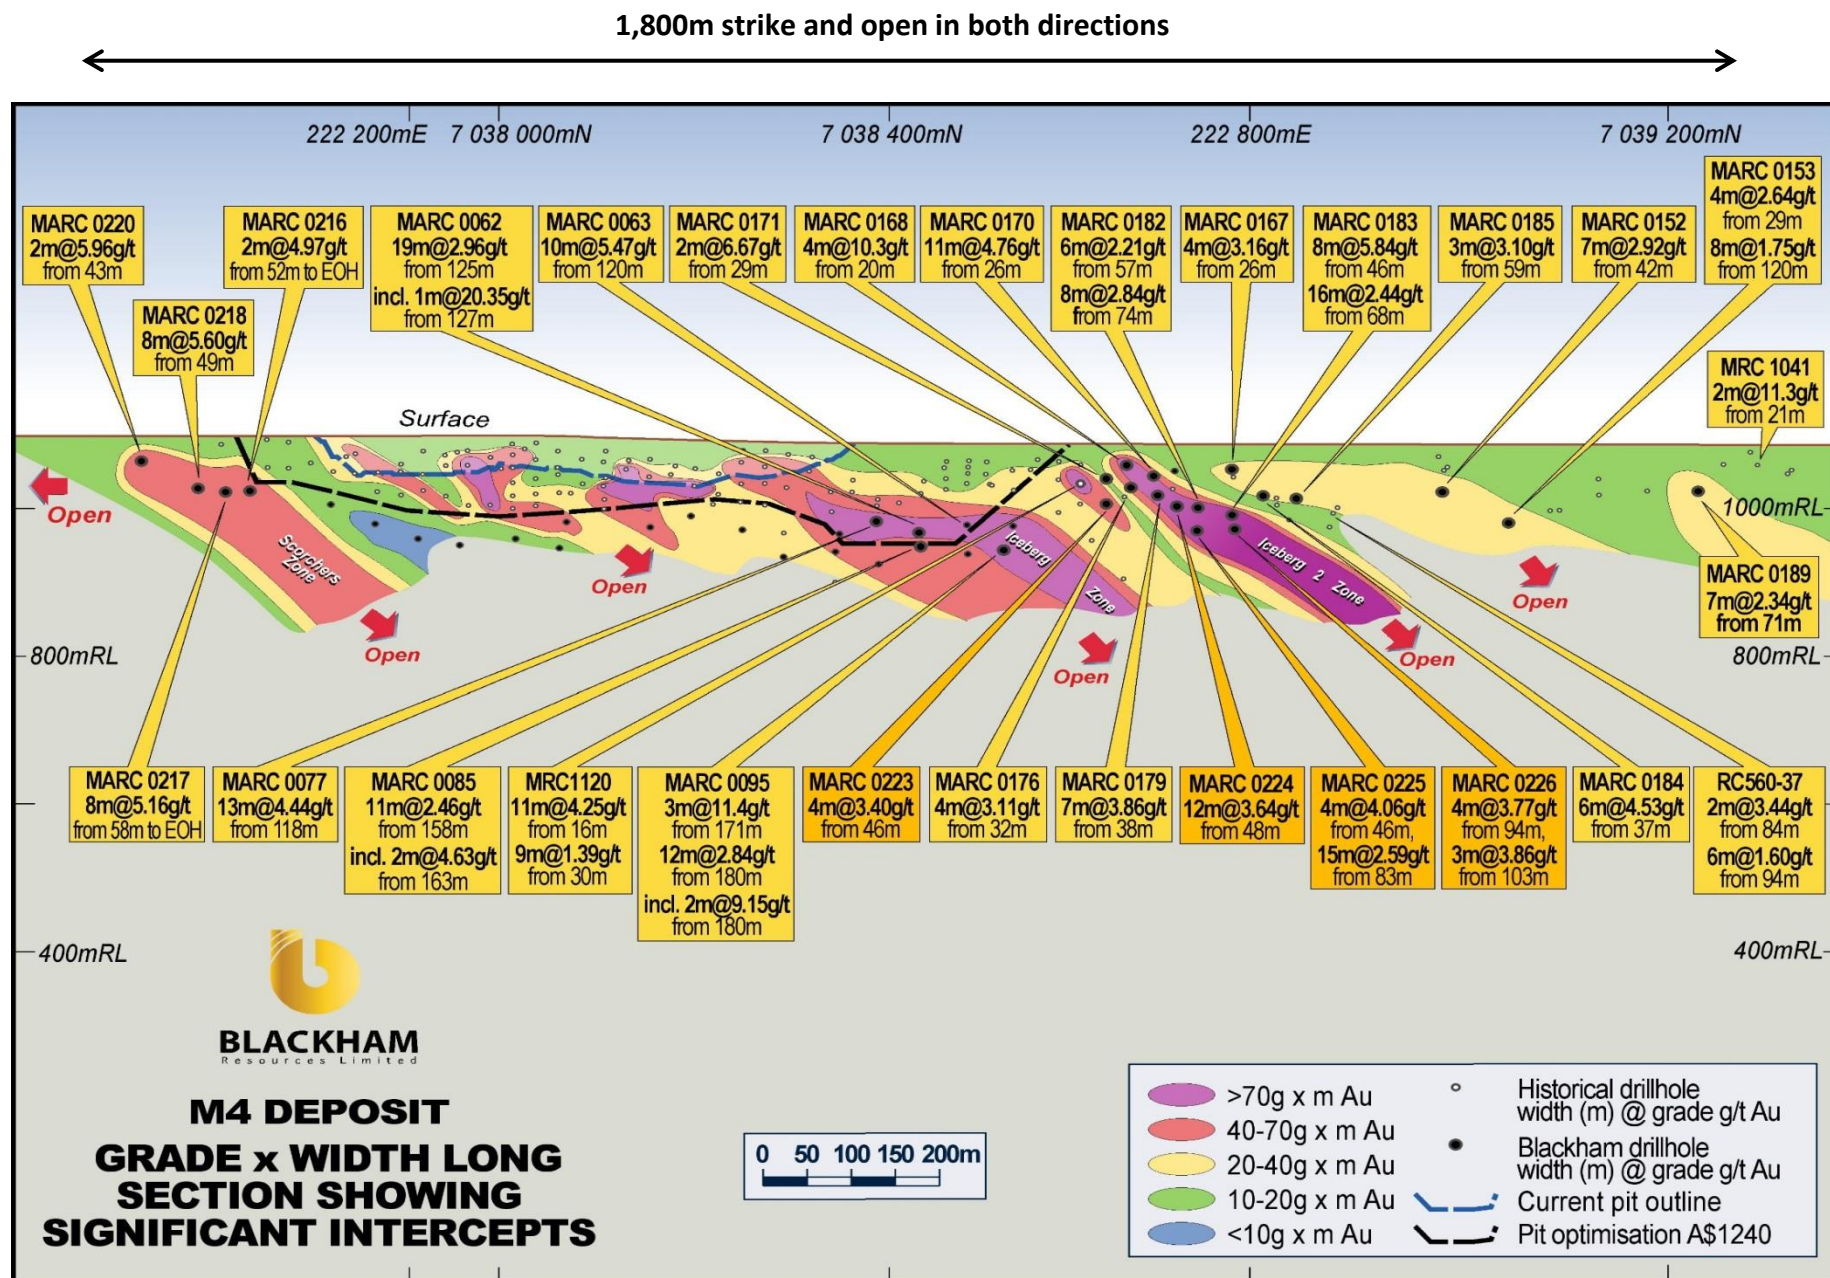 1,800m strike and open in both directions
222 200mE
7 038 000mN
7 038 400mN
222 800mE
7 039 200mN
MARC 0220
2m@5.96g/t
from 43m
MARC 0216
2m@4.97g/t
from 52m to EOH
MARC 0062
19m@2.96g/t
from 125m
incl. 1m@20.35g/t
from 127m
MARC 0063
10m@5.47g/t
from 120m
MARC 0171
2m@6.67g/t
from 29m
MARC 0168
4m@10.3g/t
from 20m
MARC 0170
11m@4.76g/t
from 26m
MARC 0182
6m@2.21g/t
from 57m
8m@2.84g/t
from 74m
MARC 0167
4m@3.16g/t
from 26m
MARC 0183
8m@5.84g/t
from 46m
16m@2.44g/t
from 68m
MARC 0185
3m@3.10g/t
from 59m
MARC 0152
7m@2.92g/t
from 42m
MARC 0153
4m@2.64g/t
from 29m
8m@1.75g/t
from 120m
MARC 0218
8m@5.60g/t
from 49m
MRC 1041
2m@11.3g/t
from 21m
Surface
Open
1000mRL
Scorchers
Zone
Iceberg
Zone
Iceberg 2 Zone
Open
Open
Open
Open
Open
MARC 0189
7m@2.34g/t
from 71m
800mRL
800mRL
MARC 0217
8m@5.16g/t
from 58m to EOH
MARC 0077
13m@4.44g/t
from 118m
MARC 0085
11m@2.46g/t
from 158m
incl. 2m@4.63g/t
from 163m
MRC1120
11m@4.25g/t
from 16m
9m@1.39g/t
from 30m
MARC 0095
3m@11.4g/t
from 171m
12m@2.84g/t
from 180m
incl. 2m@9.15g/t
from 180m
MARC 0223
4m@3.40g/t
from 46m
MARC 0176
4m@3.11g/t
from 32m
MARC 0179
7m@3.86g/t
from 38m
MARC 0224
12m@3.64g/t
from 48m
MARC 0225
4m@4.06g/t
from 46m,
15m@2.59g/t
from 83m
MARC 0226
4m@3.77g/t
from 94m,
3m@3.86g/t
from 103m
MARC 0184
6m@4.53g/t
from 37m
RC560-37
2m@3.44g/t
from 84m
6m@1.60g/t
from 94m
400mRL
400mRL
BLACKHAM
Resources Limited
M4 DEPOSIT
GRADE x WIDTH LONG
SECTION SHOWING
SIGNIFICANT INTERCEPTS
0 50 100 150 200m
>70g x m Au
40-70g x m Au
20-40g x m Au
10-20g x m Au
<10g x m Au
Historical drillhole
width (m) @ grade g/t Au
Blackham drillhole
width (m) @ grade g/t Au
Current pit outline
Pit optimisation A$1240